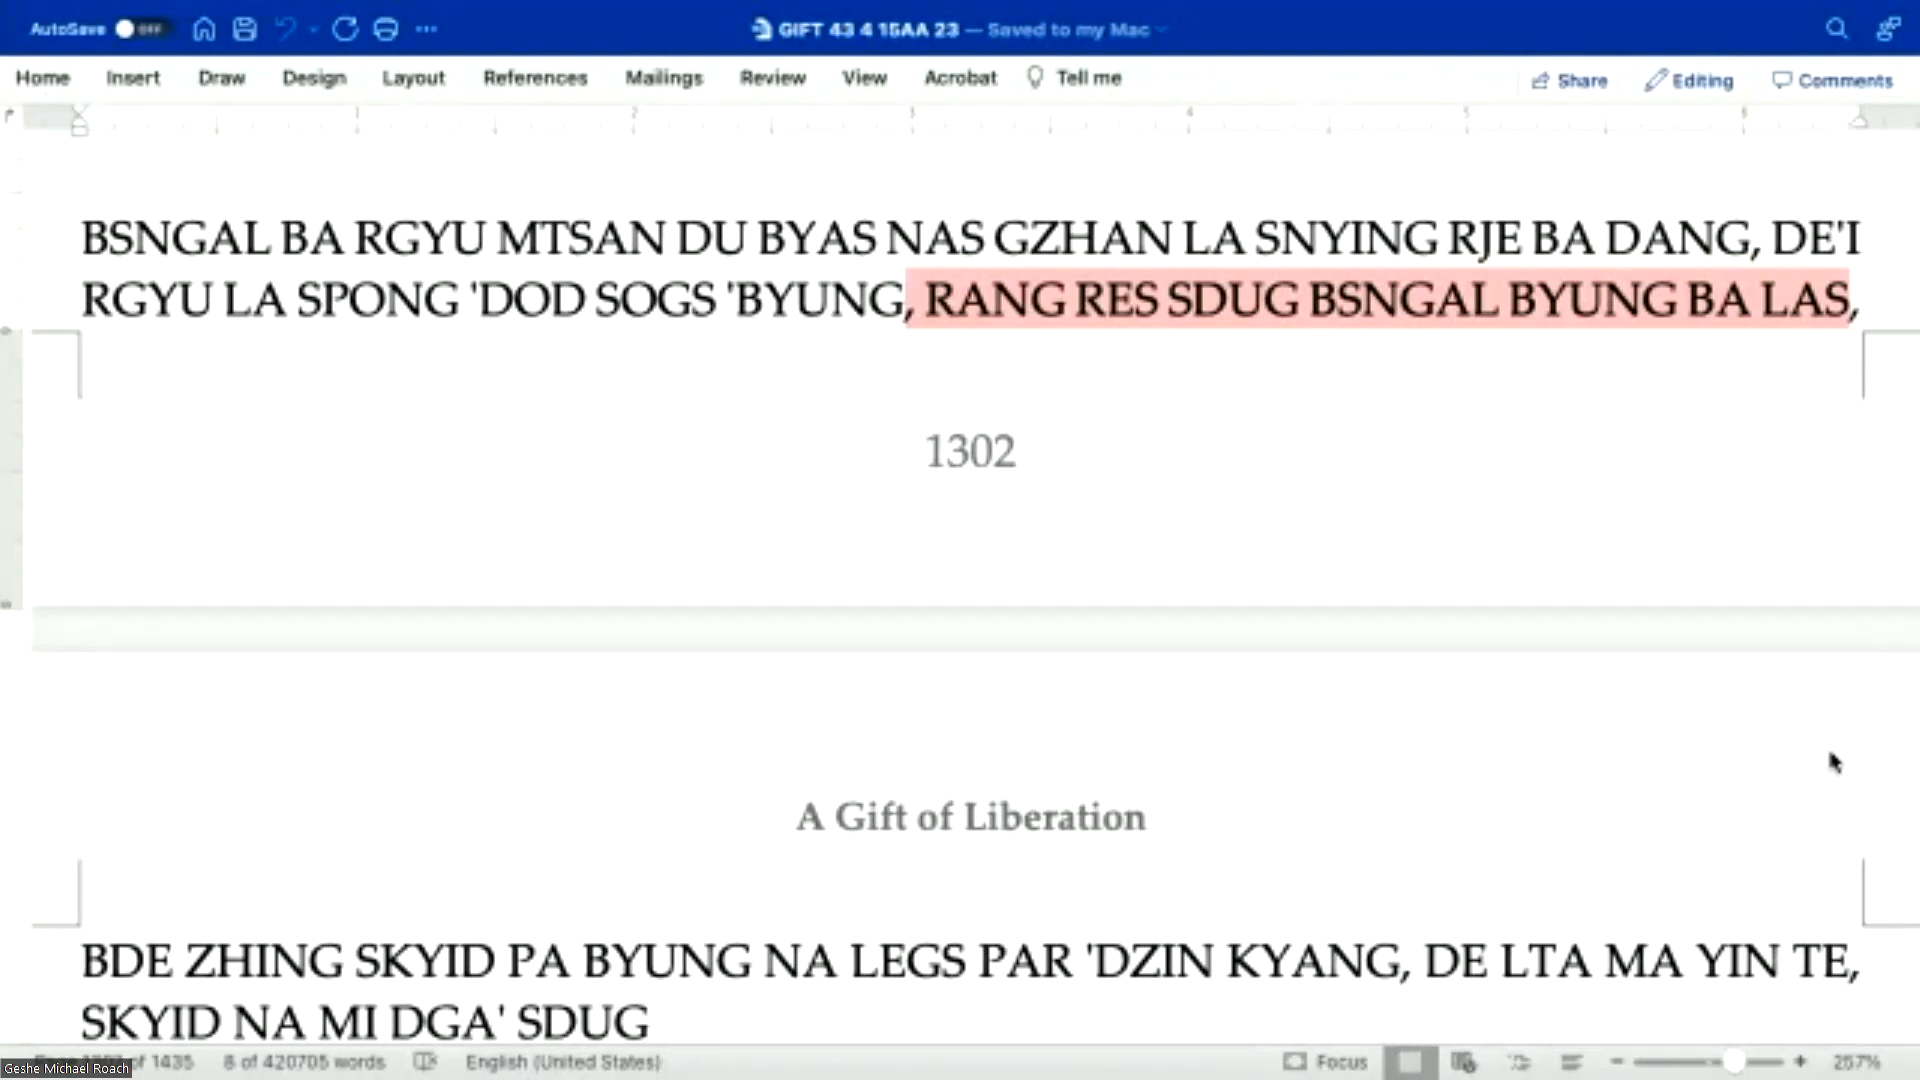 AutoSave OFF GIFT 43 4 15AA 23 — Saved to my Mac
Home Insert Draw Design Layout References Mailings Review View Acrobat Tell me Share Editing Comments
BSNGAL BA RGYU MTSAN DU BYAS NAS GZHAN LA SNYING RJE BA DANG, DE'I
RGYU LA SPONG 'DOD SOGS 'BYUNG, RANG RES SDUG BSNGAL BYUNG BA LAS,
1302
A Gift of Liberation
BDE ZHING SKYID PA BYUNG NA LEGS PAR 'DZIN KYANG, DE LTA MA YIN TE,
SKYID NA MI DGA' SDUG
of 1435 8 of 420705 words English (United States) Focus 257%
Geshe Michael Roach